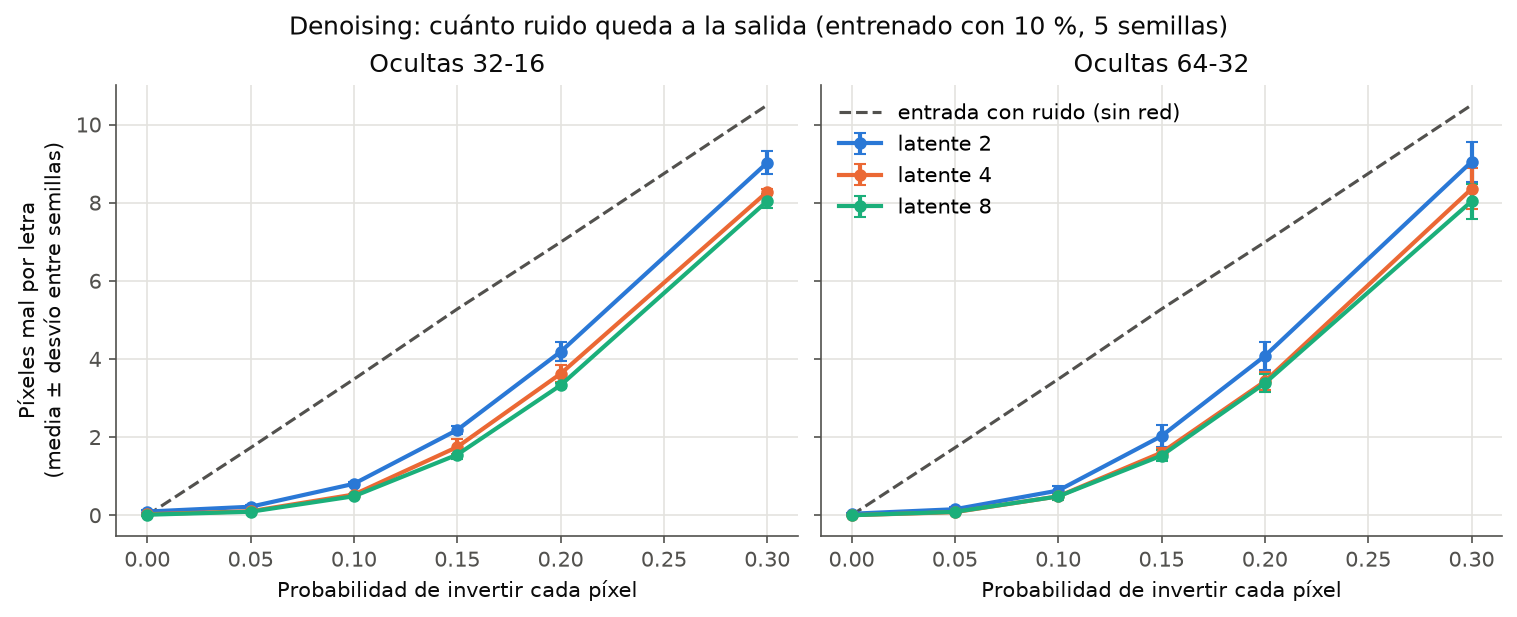 Denoising: cuánto ruido queda a la salida (entrenado con 10 %, 5 semillas)
Ocultas 32-16
Ocultas 64-32
Píxeles mal por letra
(media ± desvío entre semillas)
10
8
6
4
2
0
entrada con ruido (sin red)
latente 2
latente 4
latente 8
0.00 0.05 0.10 0.15 0.20 0.25 0.30
0.00 0.05 0.10 0.15 0.20 0.25 0.30
Probabilidad de invertir cada píxel
Probabilidad de invertir cada píxel